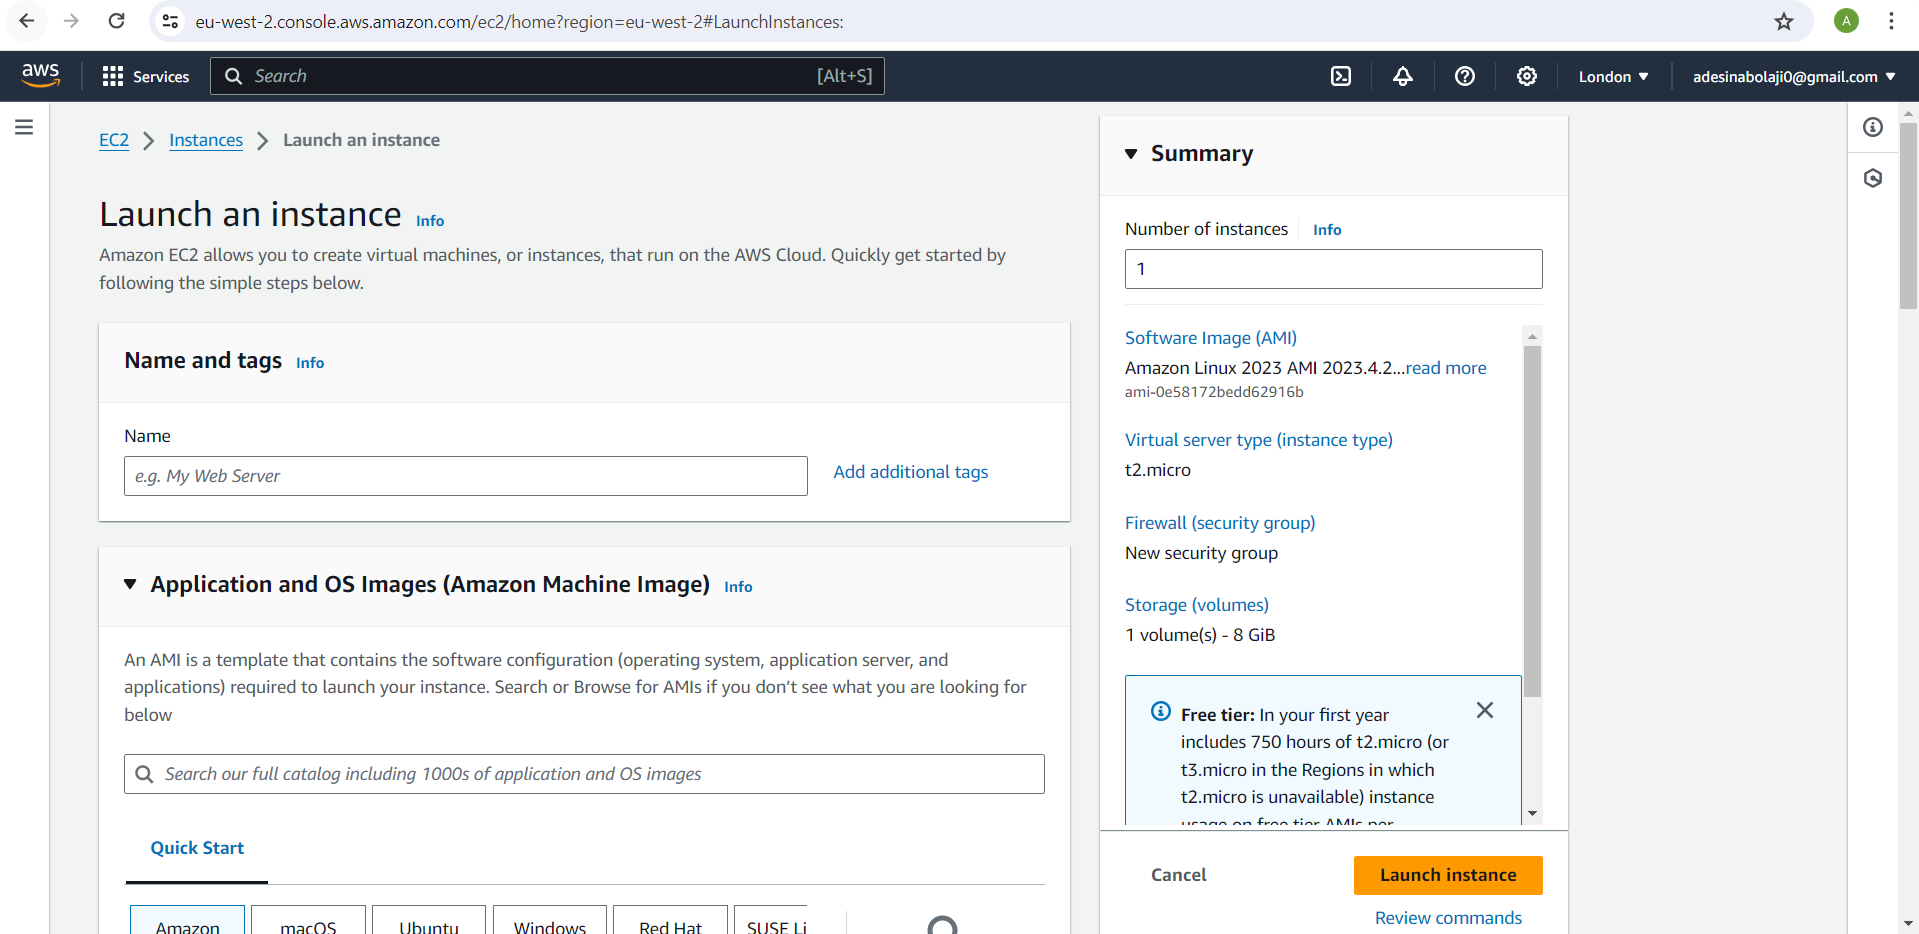 eu-west-2.console.aws.amazon.com/ec2/home?region=eu-west-2#LaunchInstances:
A
aws
Services
Search
[Alt+S]
London
adesinabolaji0@gmail.com
EC2
Instances
Launch an instance
Launch an instance Info
Amazon EC2 allows you to create virtual machines, or instances, that run on the AWS Cloud. Quickly get started by
following the simple steps below.
Name and tags Info
Name
e.g. My Web Server
Add additional tags
Application and OS Images (Amazon Machine Image) Info
An AMI is a template that contains the software configuration (operating system, application server, and
applications) required to launch your instance. Search or Browse for AMIs if you don’t see what you are looking for
below
Search our full catalog including 1000s of application and OS images
Quick Start
Amazon
macOS
Ubuntu
Windows
Red Hat
SUSE Li
Summary
Number of instances Info
1
Software Image (AMI)
Amazon Linux 2023 AMI 2023.4.2...read more
ami-0e58172bedd62916b
Virtual server type (instance type)
t2.micro
Firewall (security group)
New security group
Storage (volumes)
1 volume(s) - 8 GiB
Free tier: In your first year
includes 750 hours of t2.micro (or
t3.micro in the Regions in which
t2.micro is unavailable) instance
usage on free tier AMIs per
Cancel
Launch instance
Review commands